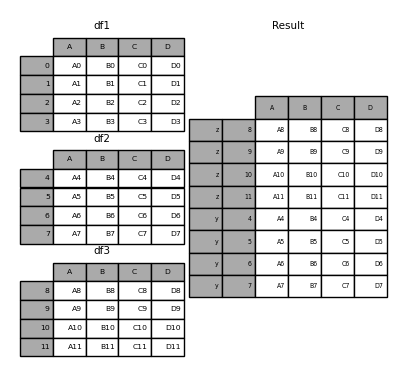 df1
A B C D
0 A0 B0 C0 D0
1 A1 B1 C1 D1
2 A2 B2 C2 D2
3 A3 B3 C3 D3
df2
A B C D
4 A4 B4 C4 D4
5 A5 B5 C5 D5
6 A6 B6 C6 D6
7 A7 B7 C7 D7
df3
A B C D
8 A8 B8 C8 D8
9 A9 B9 C9 D9
10 A10 B10 C10 D10
11 A11 B11 C11 D11
Result
A B C D
z 8 A8 B8 C8 D8
z 9 A9 B9 C9 D9
z 10 A10 B10 C10 D10
z 11 A11 B11 C11 D11
y 4 A4 B4 C4 D4
y 5 A5 B5 C5 D5
y 6 A6 B6 C6 D6
y 7 A7 B7 C7 D7